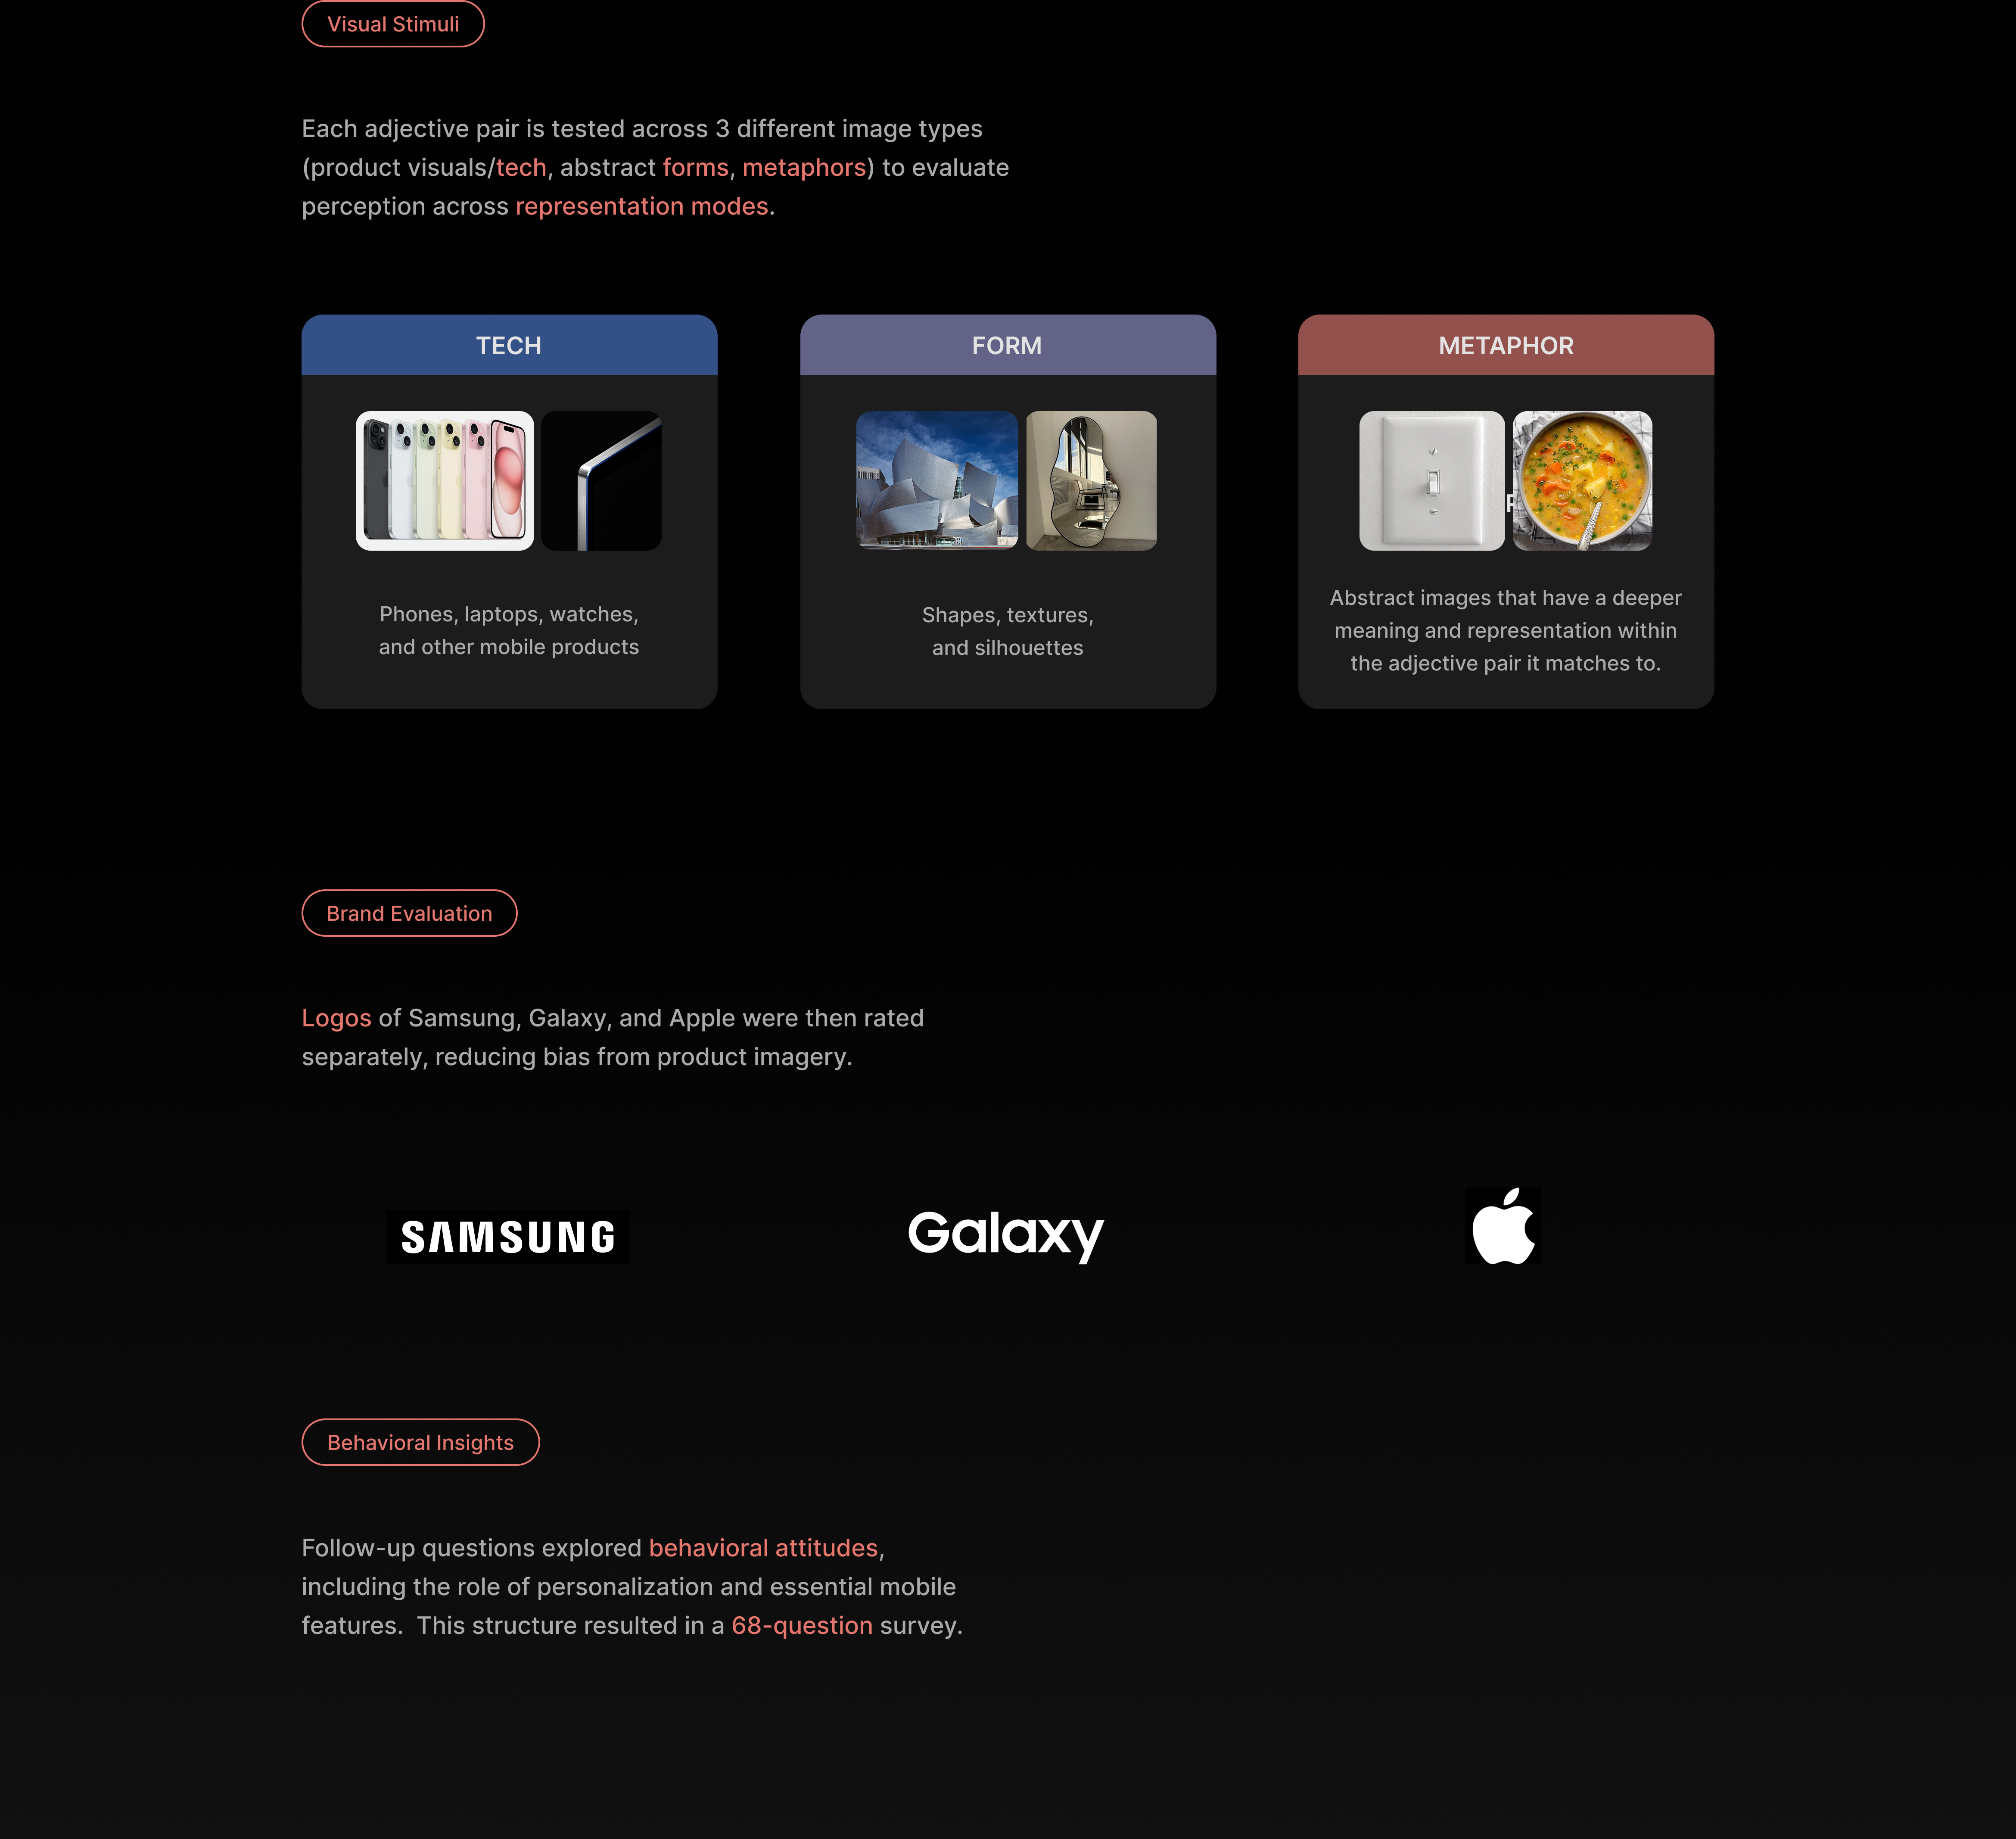 Visual Stimuli
Each adjective pair is tested across 3 different image types
(product visuals/tech, abstract forms, metaphors) to evaluate
perception across representation modes.
TECH
FORM
METAPHOR
Phones, laptops, watches,
and other mobile products
Shapes, textures,
and silhouettes
Abstract images that have a deeper
meaning and representation within
the adjective pair it matches to.
Brand Evaluation
Logos of Samsung, Galaxy, and Apple were then rated
separately, reducing bias from product imagery.
SAMSUNG
Galaxy
Behavioral Insights
Follow-up questions explored behavioral attitudes,
including the role of personalization and essential mobile
features.  This structure resulted in a 68-question survey.